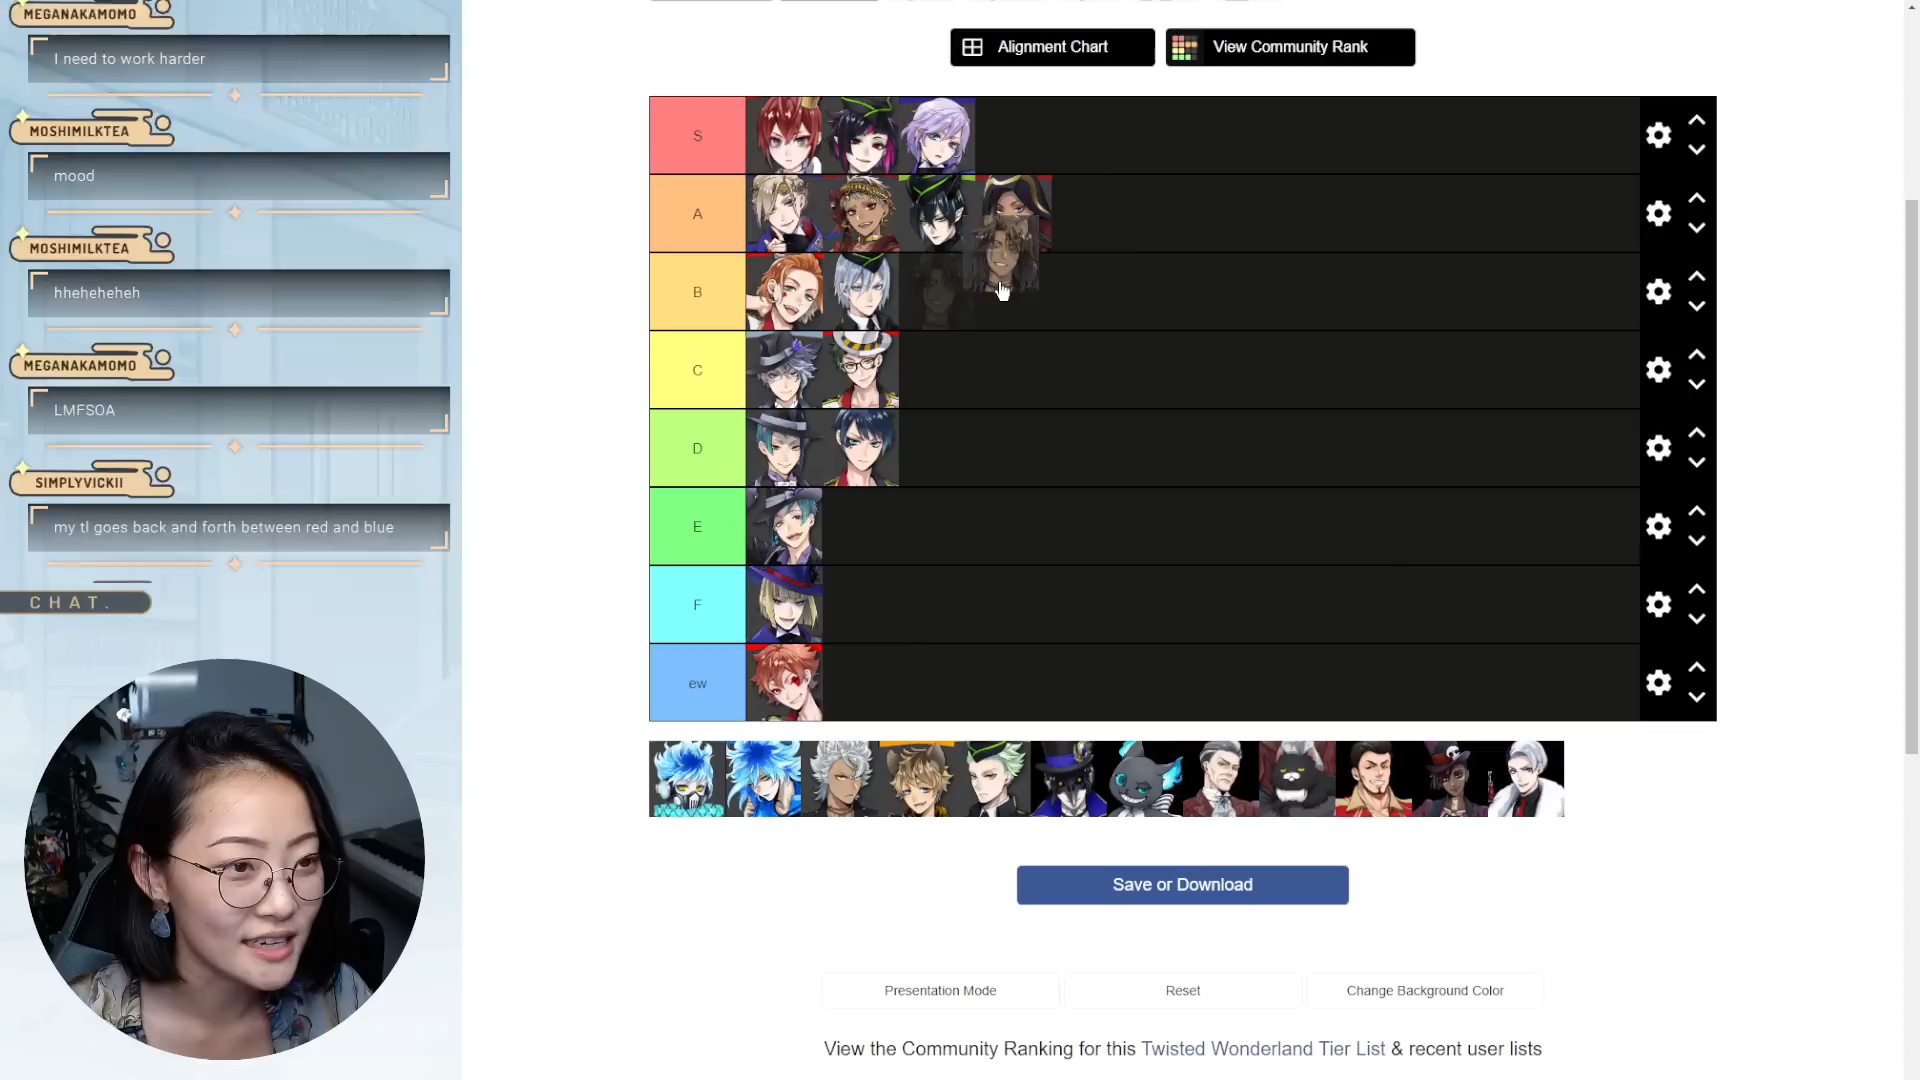 MEGANAKAMOMO
I need to work harder
MOSHIMILKTEA
mood
MOSHIMILKTEA
hheheheheh
MEGANAKAMOMO
LMFSOA
SIMPLYVICKII
my tl goes back and forth between red and blue
CHAT.
Alignment Chart
View Community Rank
S
A
B
C
D
E
F
ew
Save or Download
Presentation Mode
Reset
Change Background Color
View the Community Ranking for this Twisted Wonderland Tier List & recent user lists